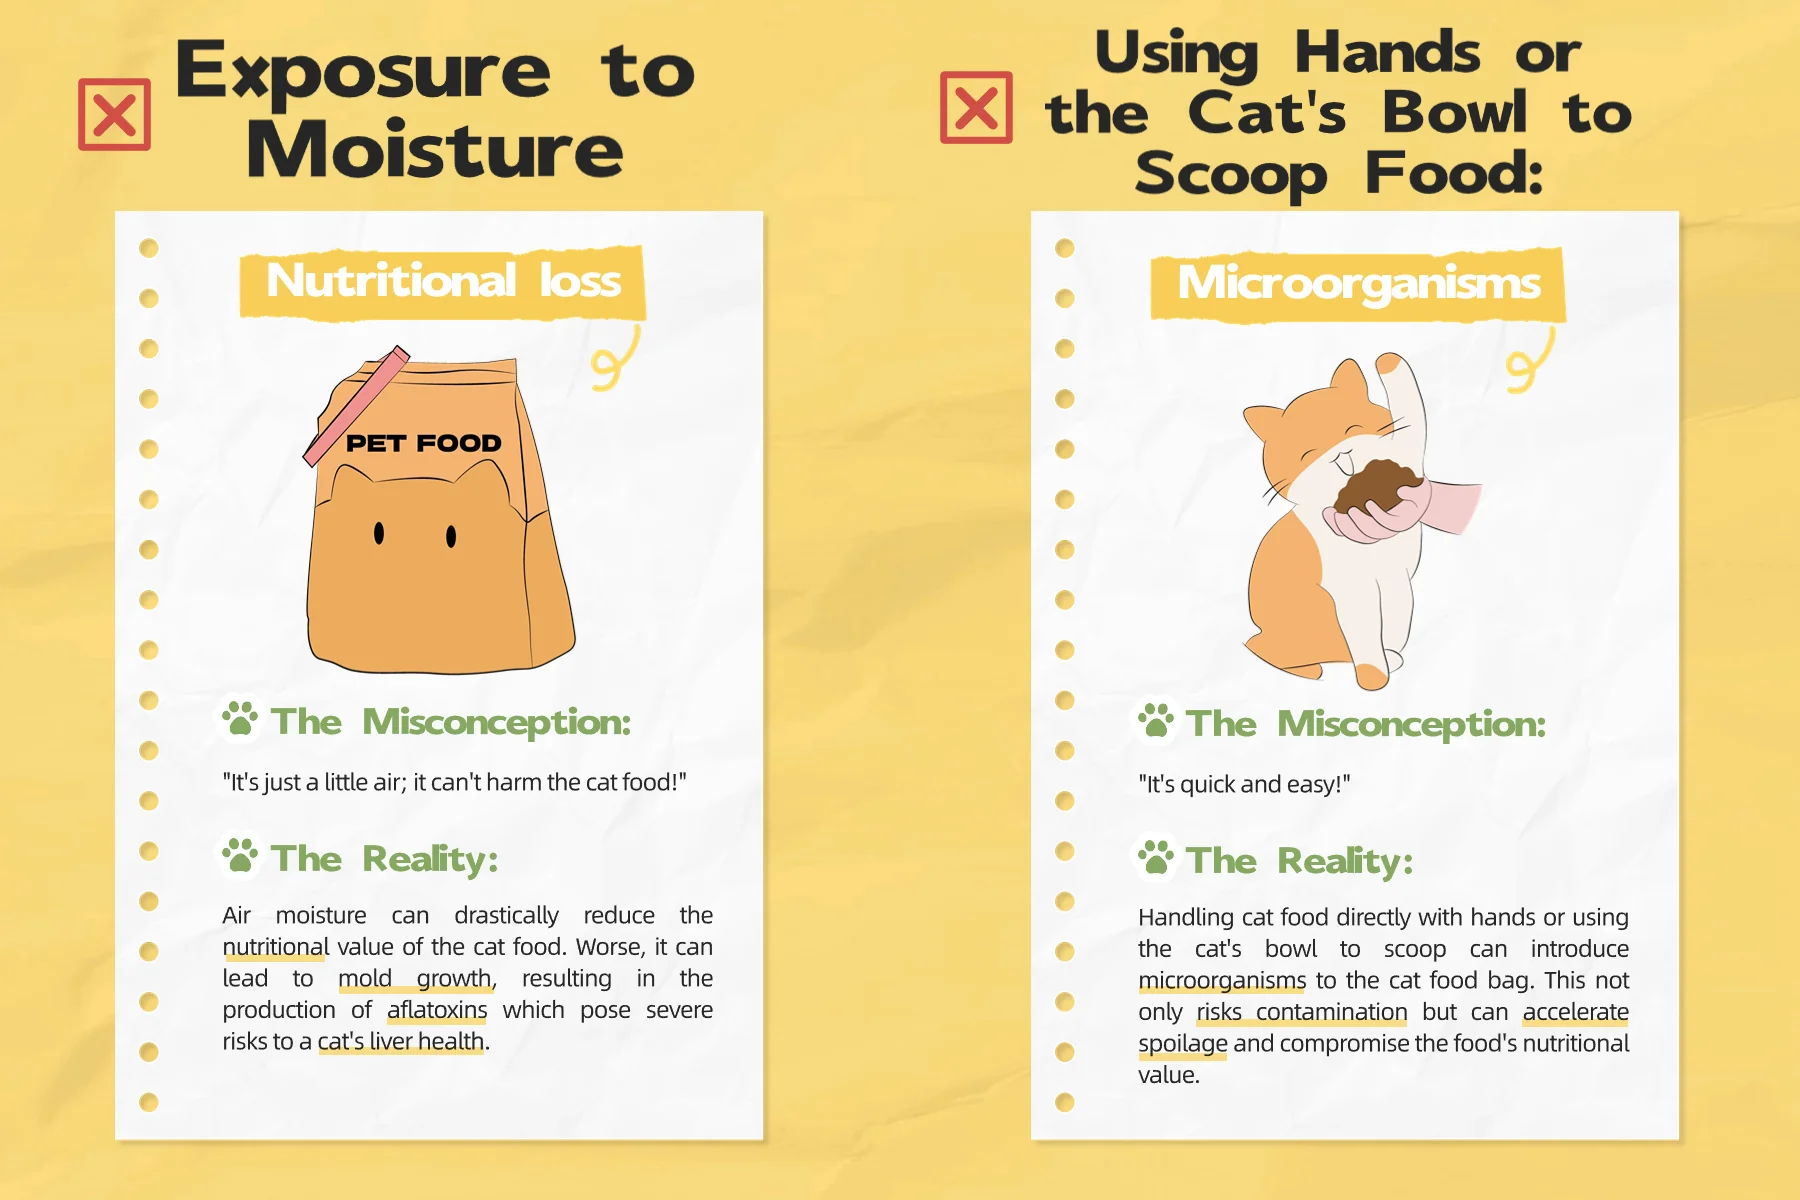 Exposure to
Moisture
Nutritional loss
PET FOOD
The Misconception:
"It's just a little air; it can't harm the cat food!"
The Reality:
Air moisture can drastically reduce the
nutritional value of the cat food. Worse, it can
lead to mold growth, resulting in the
production of aflatoxins which pose severe
risks to a cat's liver health.
Using Hands or
the Cat's Bowl to
Scoop Food:
Microorganisms
The Misconception:
"It's quick and easy!"
The Reality:
Handling cat food directly with hands or using
the cat's bowl to scoop can introduce
microorganisms to the cat food bag. This not
only risks contamination but can accelerate
spoilage and compromise the food's nutritional
value.